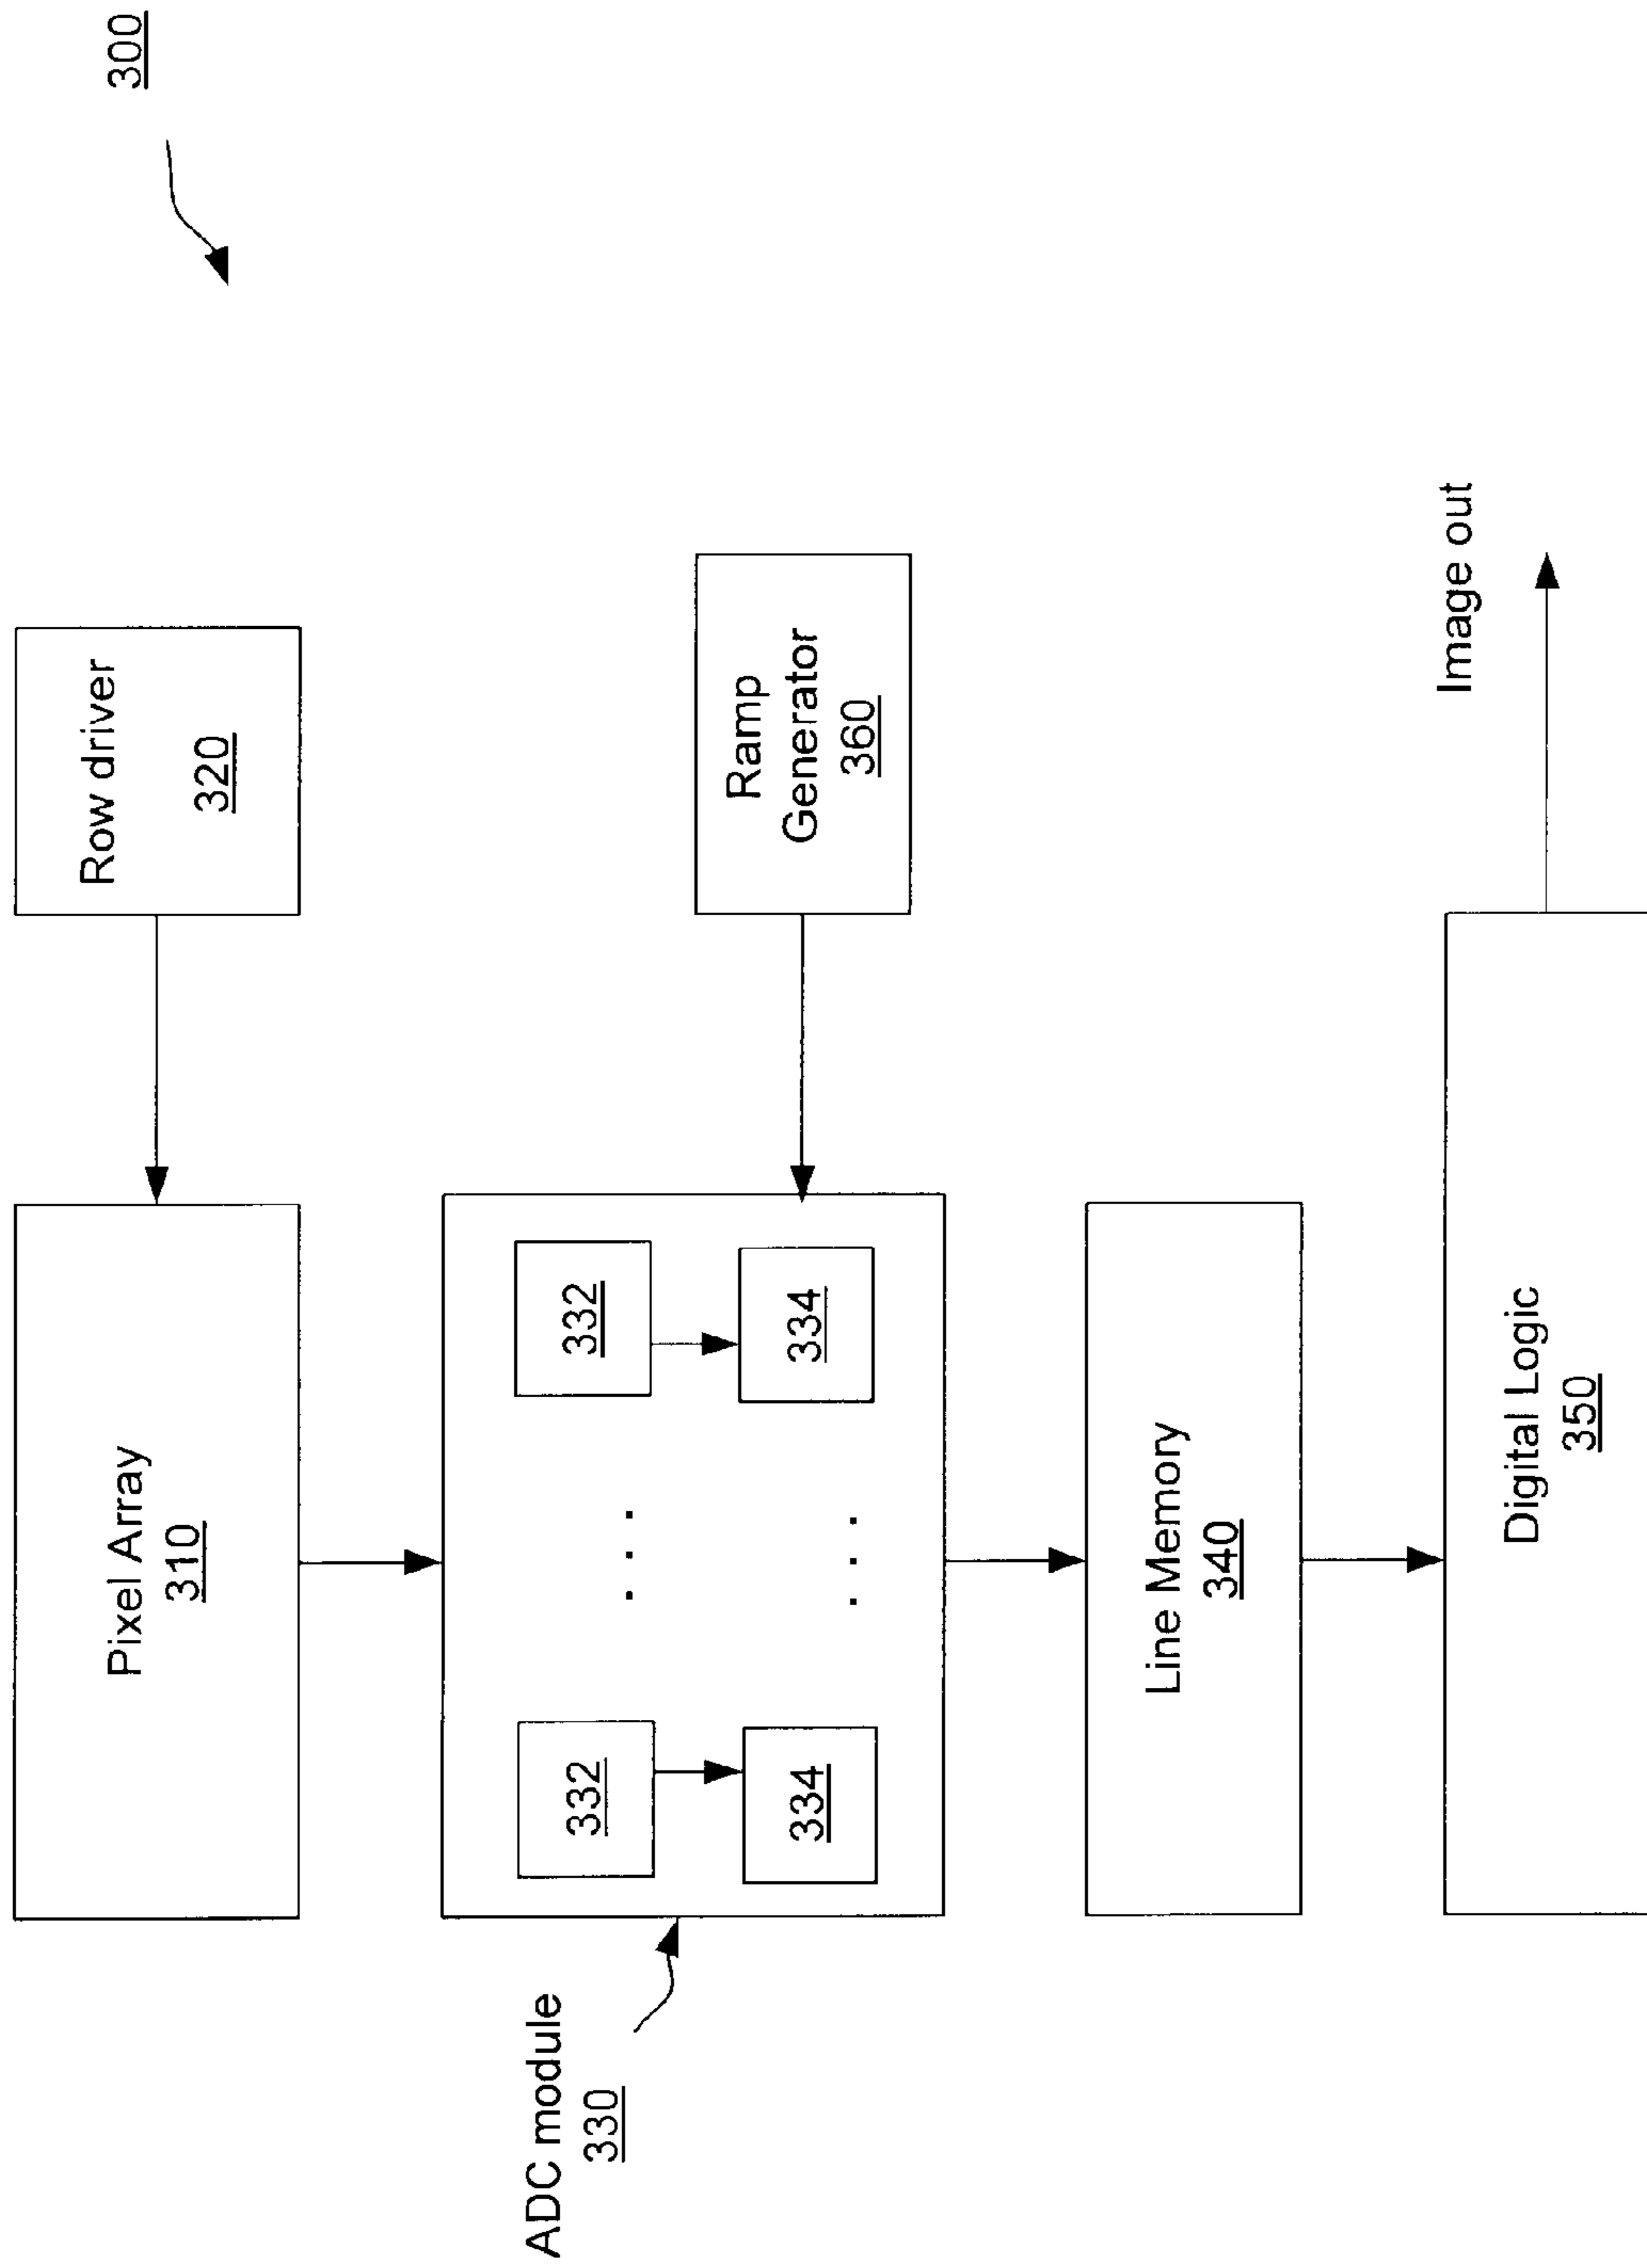 300
Pixel Array
310
Row driver
320
ADC module
330
332
. . .
332
334
. . .
334
Ramp
Generator
360
Line Memory
340
Image out
Digital Logic
350